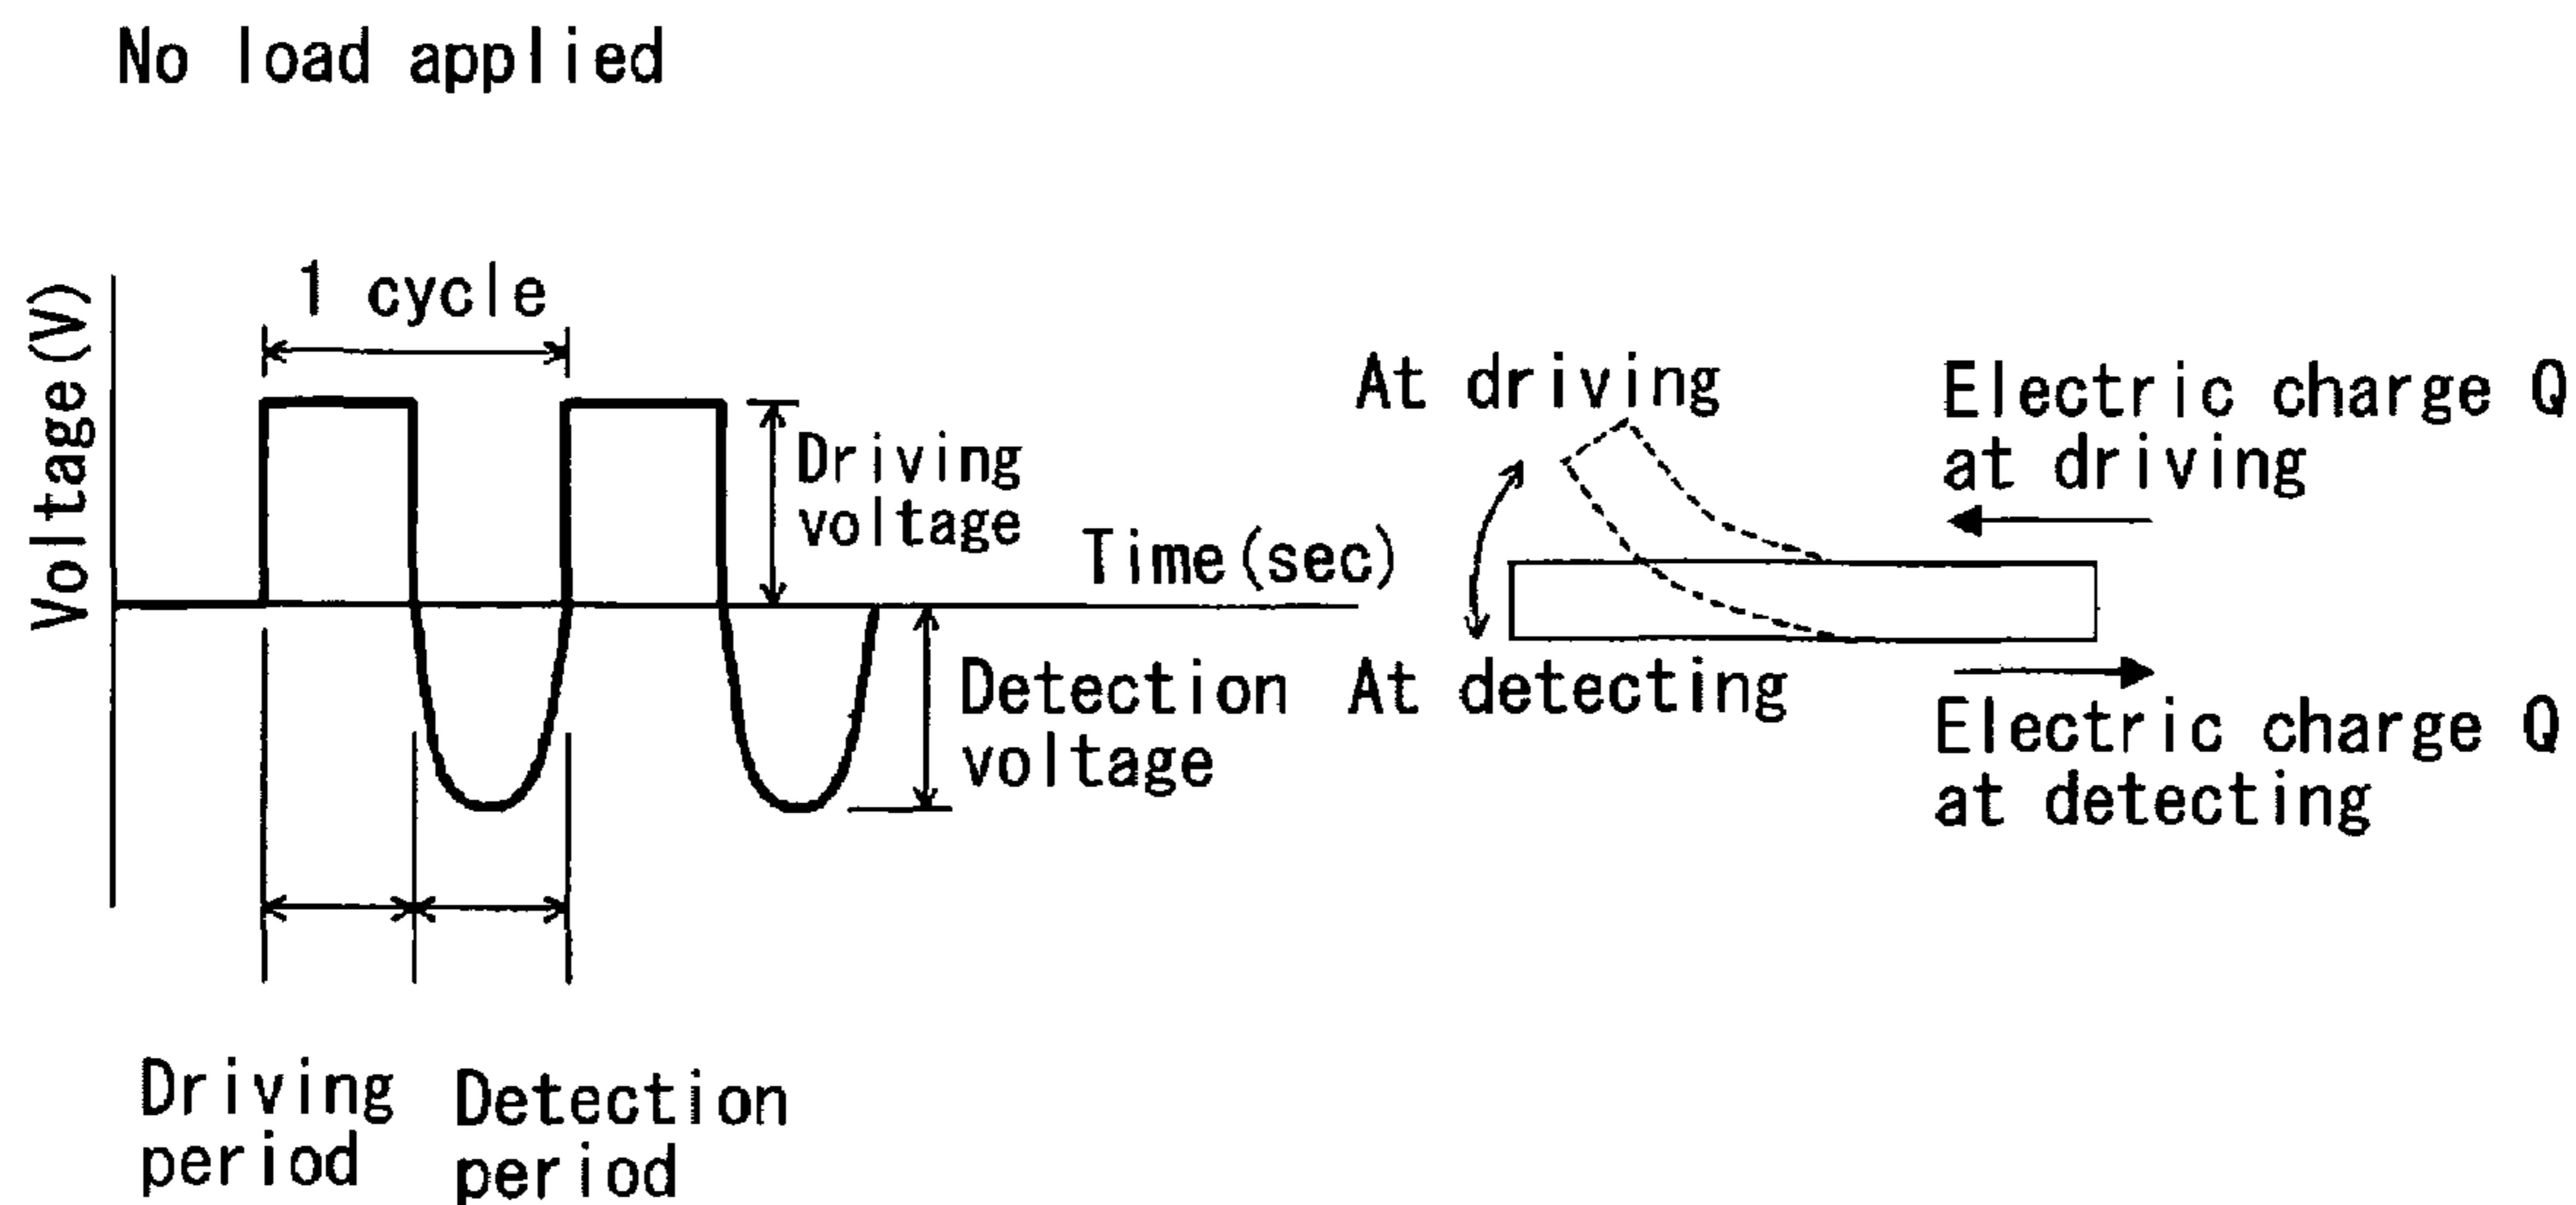 No load applied
Voltage(V)
1 cycle
Driving
voltage
Time(sec)
Detection
voltage
Driving
period
Detection
period
At driving
At detecting
Electric charge Q
at driving
Electric charge Q
at detecting